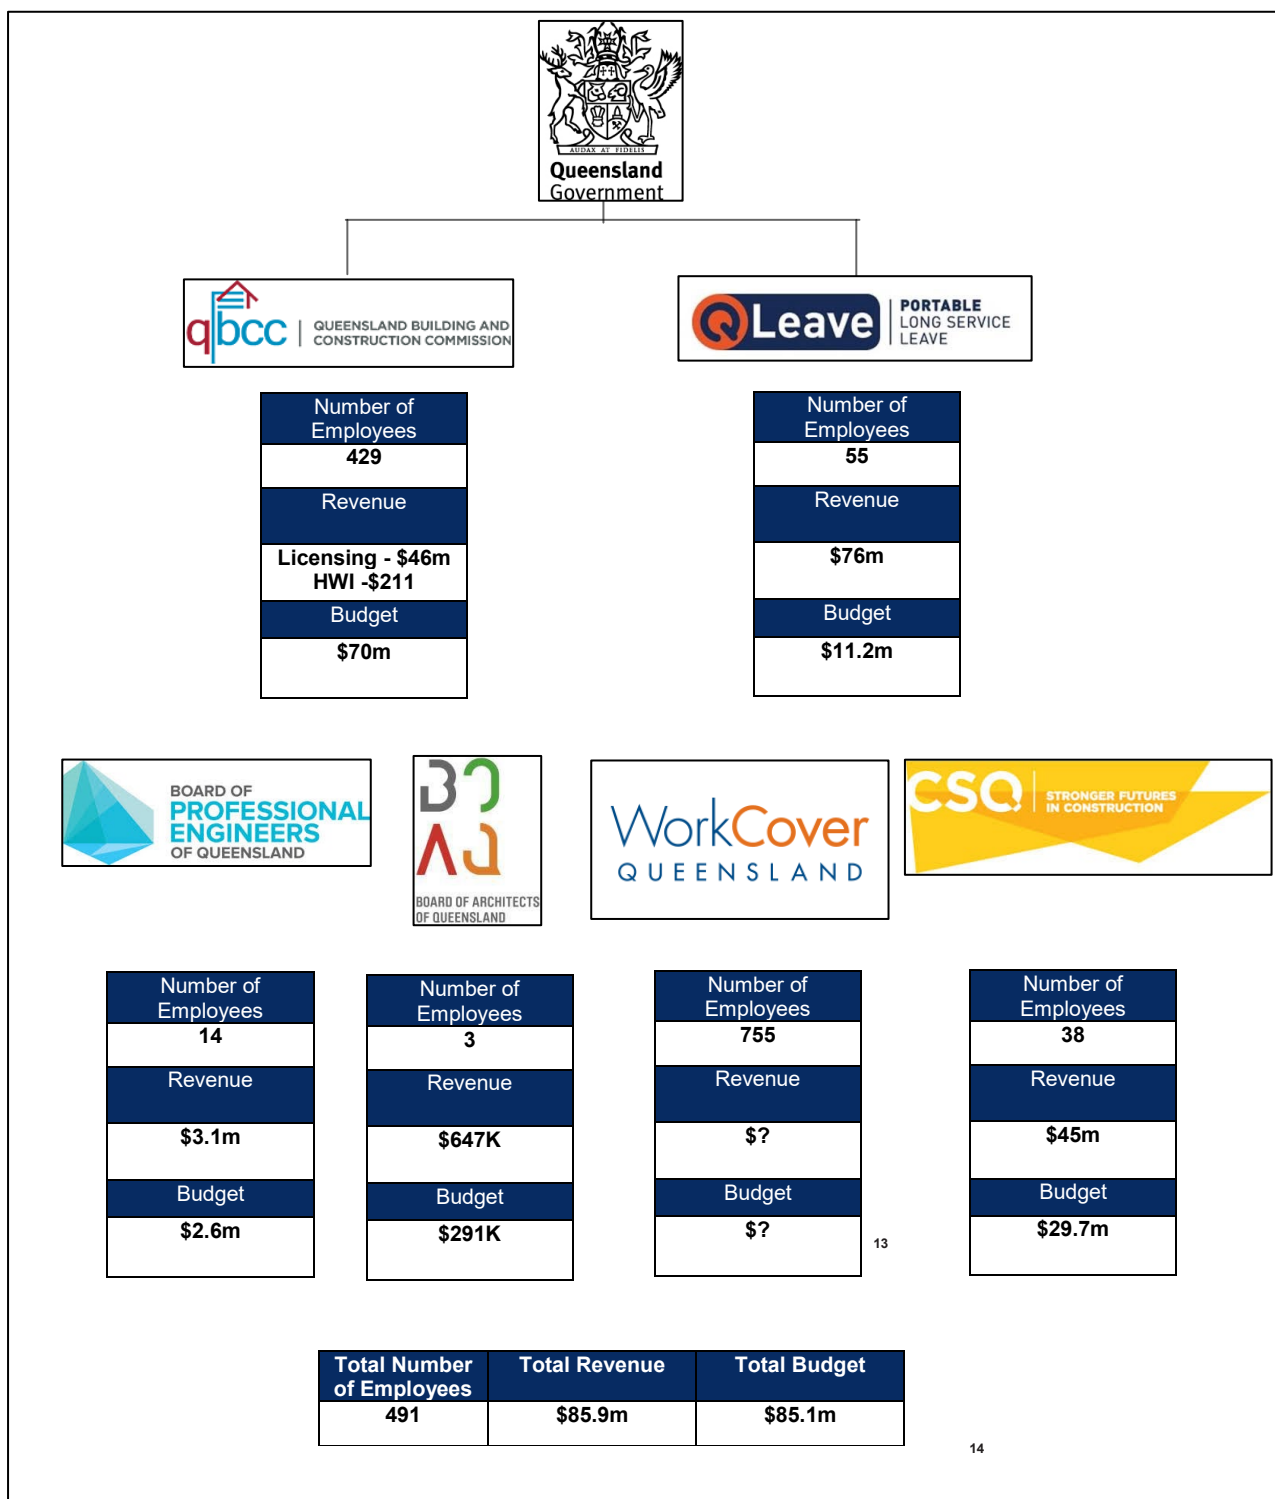 AUDAX AT FIDELIS
Queensland
Government
qbcc
QUEENSLAND BUILDING AND
CONSTRUCTION COMMISSION
QLeave
PORTABLE
LONG SERVICE
LEAVE
Number of
Employees
429
Revenue
Licensing - $46m
HWI -$211
Budget
$70m
Number of
Employees
55
Revenue
$76m
Budget
$11.2m
BOARD OF
PROFESSIONAL
ENGINEERS
OF QUEENSLAND
BO
AQ
BOARD OF ARCHITECTS
OF QUEENSLAND
WorkCover
QUEENSLAND
CSQ
STRONGER FUTURES
IN CONSTRUCTION
Number of
Employees
14
Revenue
$3.1m
Budget
$2.6m
Number of
Employees
3
Revenue
$647K
Budget
$291K
Number of
Employees
755
Revenue
$?
Budget
$?
13
Number of
Employees
38
Revenue
$45m
Budget
$29.7m
Total Number
of Employees
Total Revenue
Total Budget
491
$85.9m
$85.1m
14